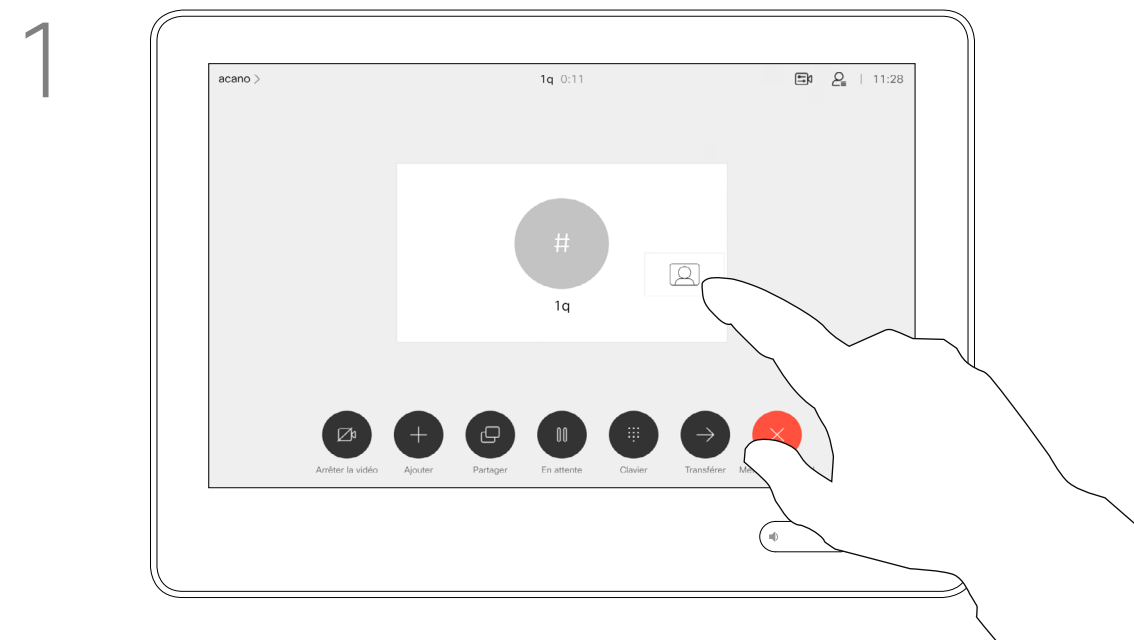 1
acano >
1q 0:11
11:28
#
1q
Arrêter la vidéo
Ajouter
Partager
En attente
Clavier
Transférer